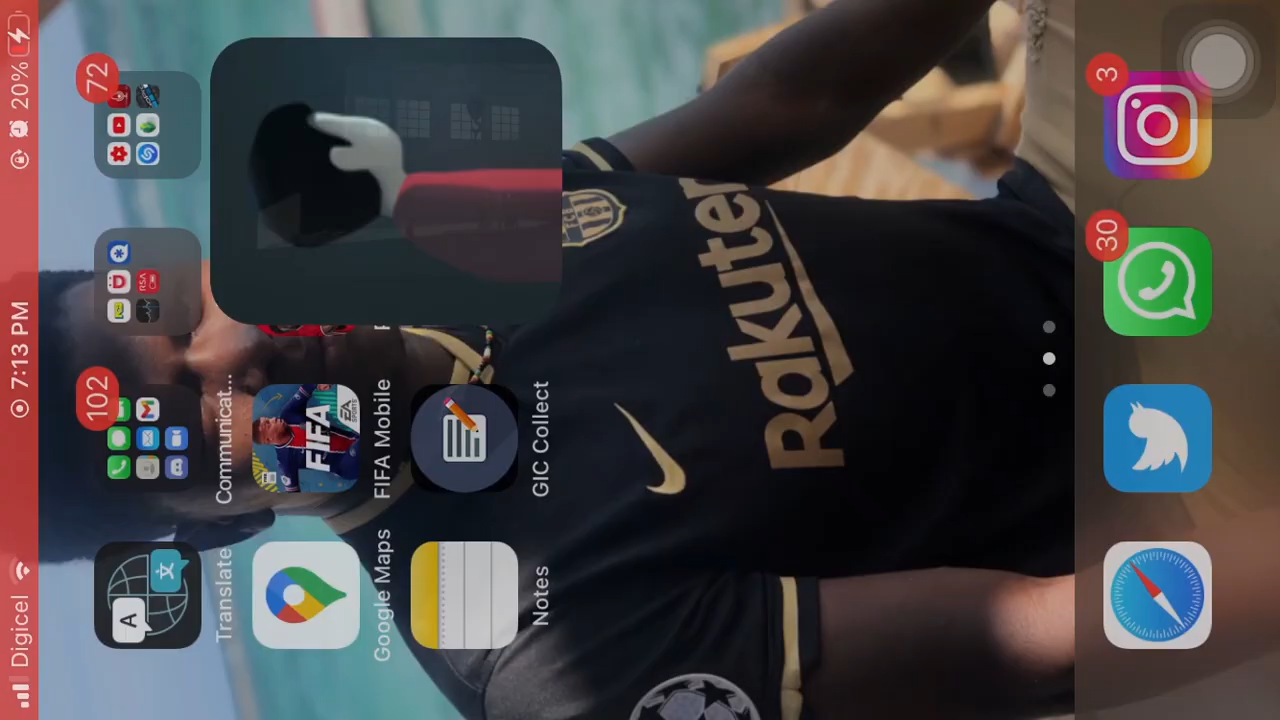 Digicel 7:13 PM 20%
Translate
102
Communicat...
72
Google Maps
FIFA
EA SPORTS
FIFA Mobile
Notes
GIC Collect
Rakuten
30
3